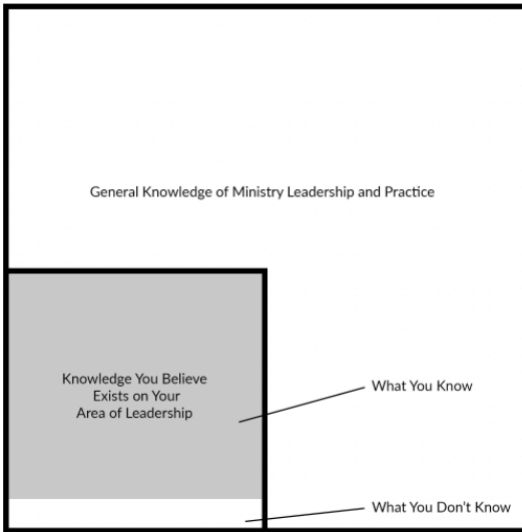 General Knowledge of Ministry Leadership and Practice
Knowledge You Believe
Exists on Your
Area of Leadership
What You Know
What You Don't Know